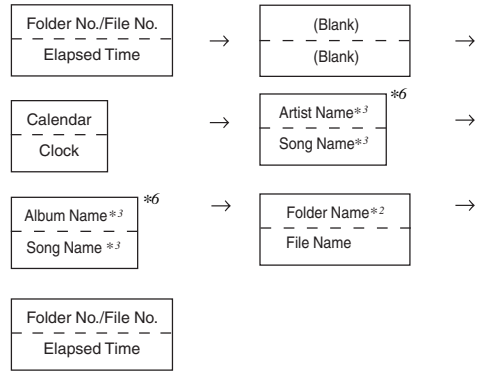 Folder No./File No.
Elapsed Time
→
(Blank)
(Blank)
→
Calendar
Clock
→
Artist Name*3
Song Name*3
*6
→
Album Name*3
Song Name *3
*6
→
Folder Name*2
File Name
→
Folder No./File No.
Elapsed Time